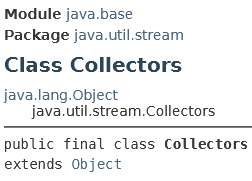 Module java.base
Package java.util.stream
Class Collectors
java.lang.Object
java.util.stream.Collectors
public final class Collectors
extends Object